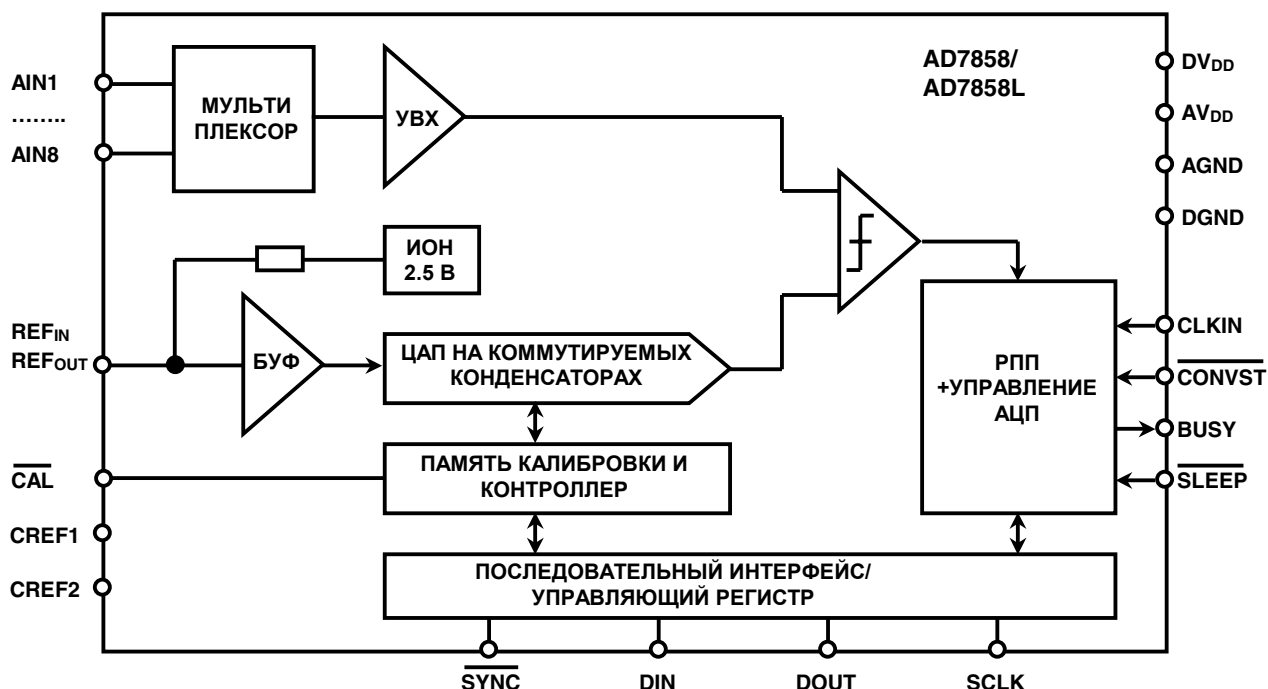 AD7858/
AD7858L
AIN1
........
AIN8
МУЛЬТИ
ПЛЕКСОР
УВХ
DVDD
AVDD
AGND
DGND
ИОН
2.5 В
REFIN
REFOUT
БУФ
ЦАП НА КОММУТИРУЕМЫХ
КОНДЕНСАТОРАХ
РПП
+УПРАВЛЕНИЕ
АЦП
CLKIN
CONVST
BUSY
SLEEP
CAL
ПАМЯТЬ КАЛИБРОВКИ И
КОНТРОЛЛЕР
CREF1
CREF2
ПОСЛЕДОВАТЕЛЬНЫЙ ИНТЕРФЕЙС/
УПРАВЛЯЮЩИЙ РЕГИСТР
SYNC
DIN
DOUT
SCLK